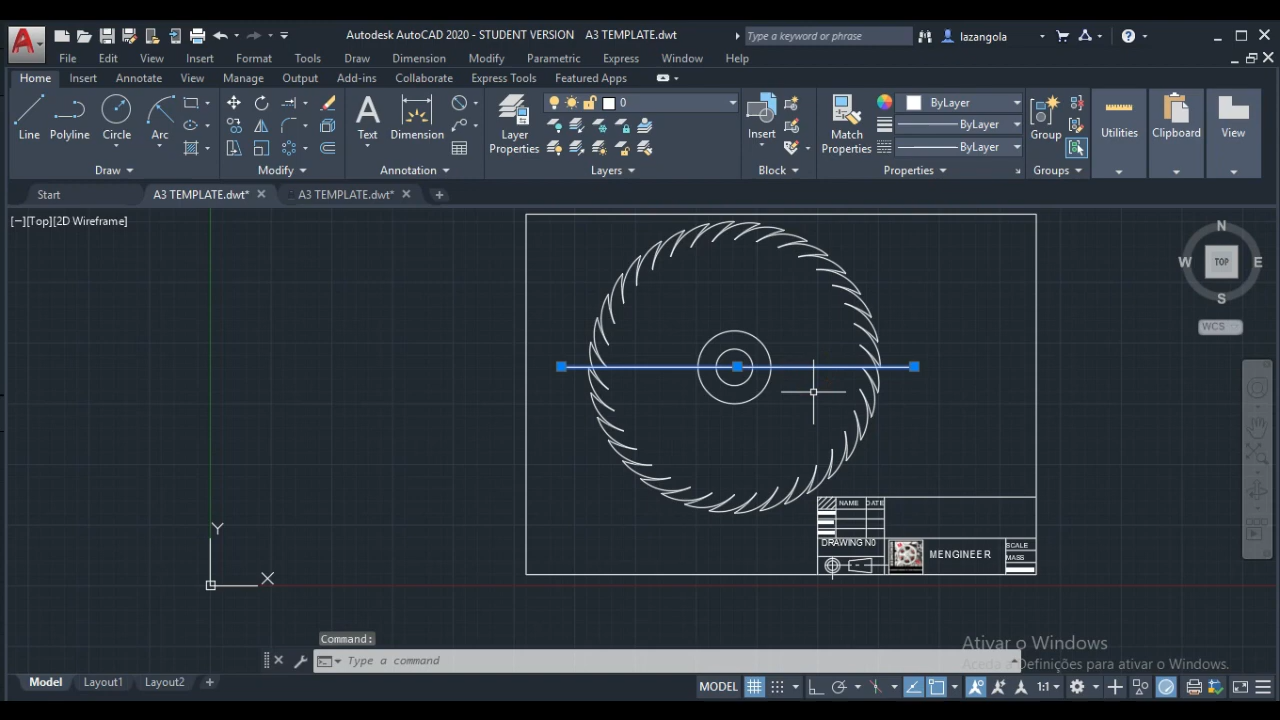 Autodesk AutoCAD 2020 - STUDENT VERSION A3 TEMPLATE.dwt
Type a keyword or phrase
lazangola
File Edit View Insert Format Tools Draw Dimension Modify Parametric Express Window Help
Home Insert Annotate View Manage Output Add-ins Collaborate Express Tools Featured Apps
0
ByLayer
ByLayer
ByLayer
Line Polyline Circle Arc
Text Dimension
Layer Properties
Insert
Match Properties
Group
Utilities
Clipboard
View
Draw Modify Annotation Layers Block Properties Groups
Start A3 TEMPLATE.dwt* A3 TEMPLATE.dwt*
[−][Top][2D Wireframe]
N
W TOP E
S
WCS
NAME DATE
DRAWING N0
MENGINEER
SCALE
MASS
Y
X
Command:
Type a command
Ativar o Windows
Aceda a Definições para ativar o Windows.
Model Layout1 Layout2
MODEL 1:1